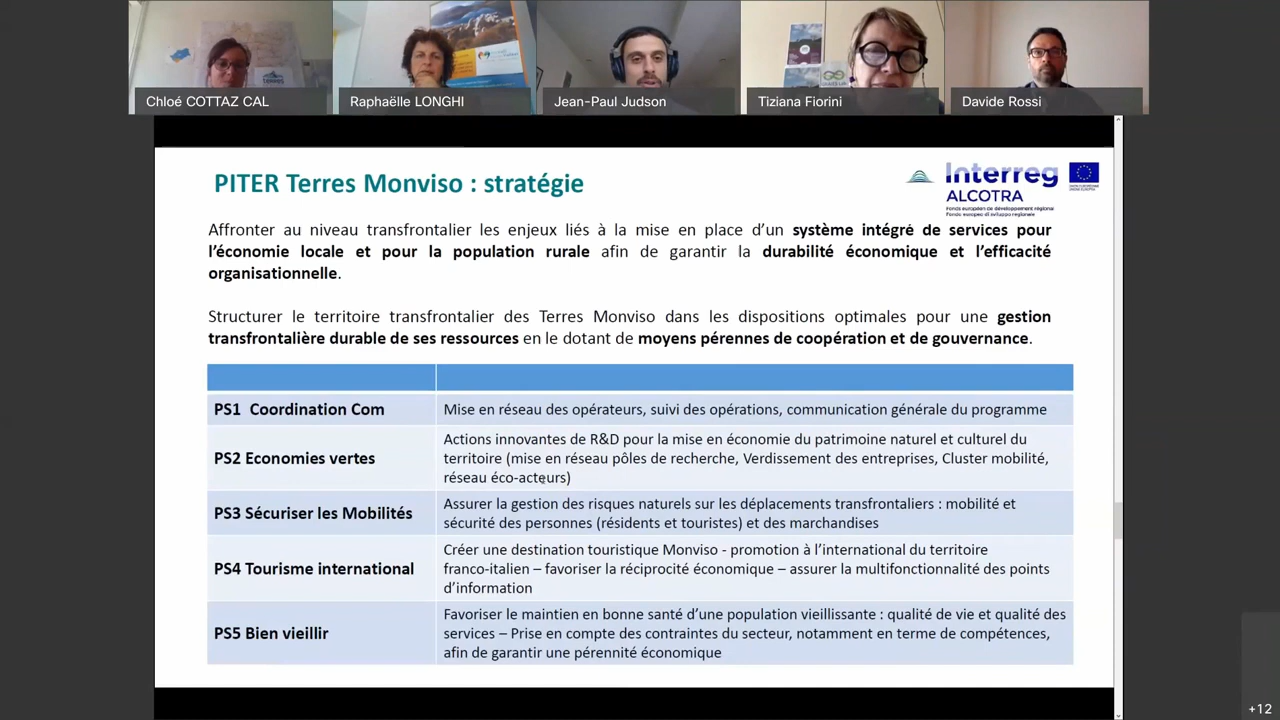 Chloé COTTAZ CAL
Raphaëlle LONGHI
Jean-Paul Judson
Tiziana Fiorini
Davide Rossi
PITER Terres Monviso : stratégie
Interreg
ALCOTRA
Fonds européen de développement régional
Fondo europeo di sviluppo regionale
Affronter au niveau transfrontalier les enjeux liés à la mise en place d’un système intégré de services pour
l’économie locale et pour la population rurale afin de garantir la durabilité économique et l’efficacité
organisationnelle.
Structurer le territoire transfrontalier des Terres Monviso dans les dispositions optimales pour une gestion
transfrontalière durable de ses ressources en le dotant de moyens pérennes de coopération et de gouvernance.
PS1 Coordination Com
Mise en réseau des opérateurs, suivi des opérations, communication générale du programme
PS2 Economies vertes
Actions innovantes de R&D pour la mise en économie du patrimoine naturel et culturel du
territoire (mise en réseau pôles de recherche, Verdissement des entreprises, Cluster mobilité,
réseau éco-acteurs)
PS3 Sécuriser les Mobilités
Assurer la gestion des risques naturels sur les déplacements transfrontaliers : mobilité et
sécurité des personnes (résidents et touristes) et des marchandises
PS4 Tourisme international
Créer une destination touristique Monviso - promotion à l’international du territoire
franco-italien – favoriser la réciprocité économique – assurer la multifonctionnalité des points
d’information
PS5 Bien vieillir
Favoriser le maintien en bonne santé d’une population vieillissante : qualité de vie et qualité des
services – Prise en compte des contraintes du secteur, notamment en terme de compétences,
afin de garantir une pérennité économique
+12